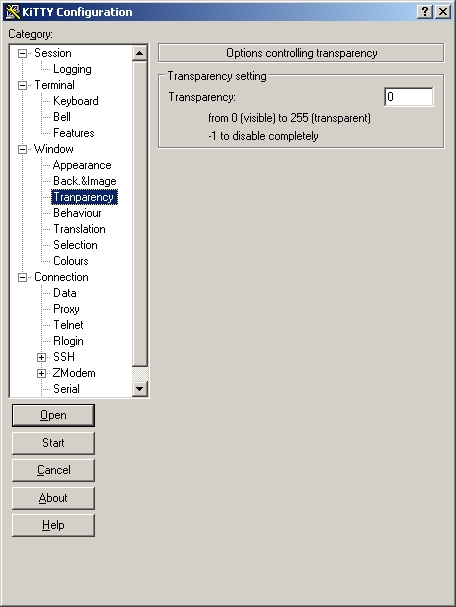 KiTTY Configuration
Category:
Session
Logging
Terminal
Keyboard
Bell
Features
Window
Appearance
Back.&Image
Tranparency
Behaviour
Translation
Selection
Colours
Connection
Data
Proxy
Telnet
Rlogin
SSH
ZModem
Serial
Options controlling transparency
Transparency setting
Transparency: 0
from 0 (visible) to 255 (transparent)
-1 to disable completely
Open
Start
Cancel
About
Help